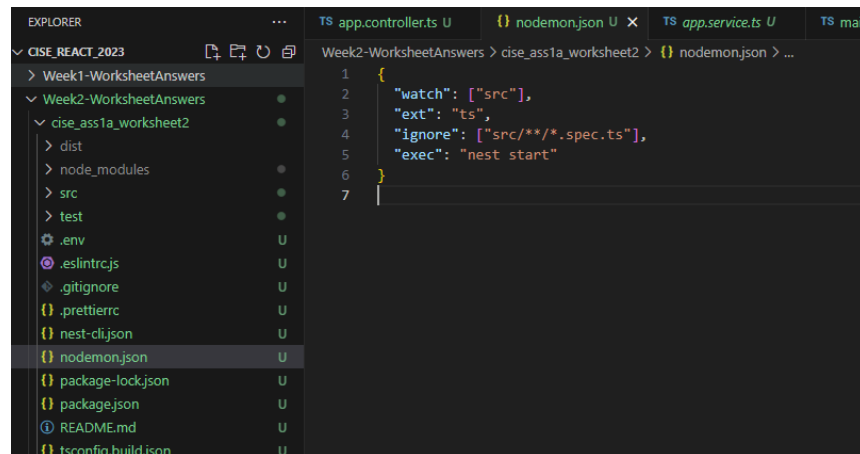 EXPLORER ...
CISE_REACT_2023
Week1-WorksheetAnswers
Week2-WorksheetAnswers
cise_ass1a_worksheet2
dist
node_modules
src
test
.env U
.eslintrc.js U
.gitignore U
{} .prettierrc U
{} nest-cli.json U
{} nodemon.json U
{} package-lock.json U
{} package.json U
README.md U
{} tsconfig.build.json U
TS app.controller.ts U {} nodemon.json U X TS app.service.ts U TS ma
Week2-WorksheetAnswers > cise_ass1a_worksheet2 > {} nodemon.json > ...
1 {
2 "watch": ["src"],
3 "ext": "ts",
4 "ignore": ["src/**/*.spec.ts"],
5 "exec": "nest start"
6 }
7